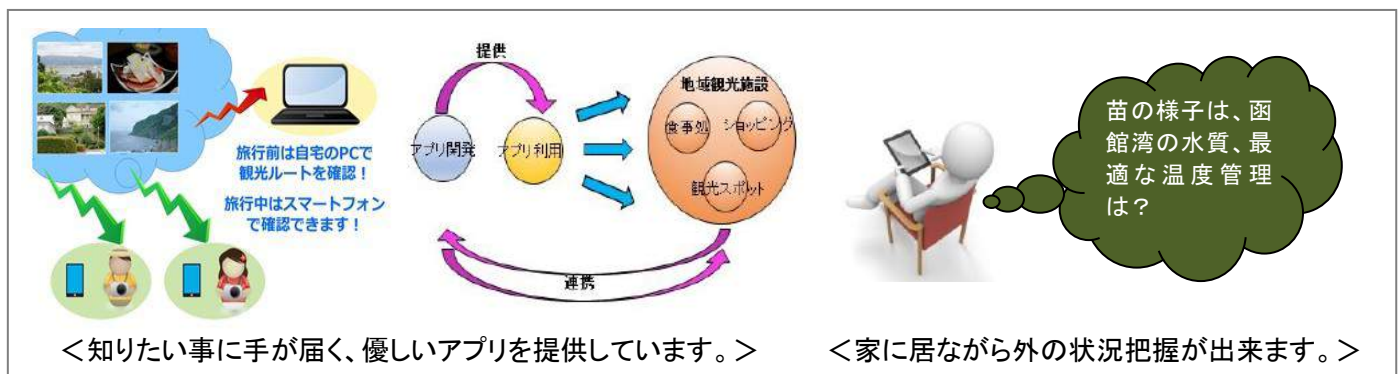 旅行前は自宅のPCで
観光ルートを確認！
旅行中はスマートフォン
で確認できます！
提供
アプリ開発
アプリ利用
地域観光施設
食事処
ショッピング
観光スポット
連携
苗の様子は、函
館湾の水質、最
適な温度管理
は？
＜知りたい事に手が届く、優しいアプリを提供しています。＞
＜家に居ながら外の状況把握が出来ます。＞